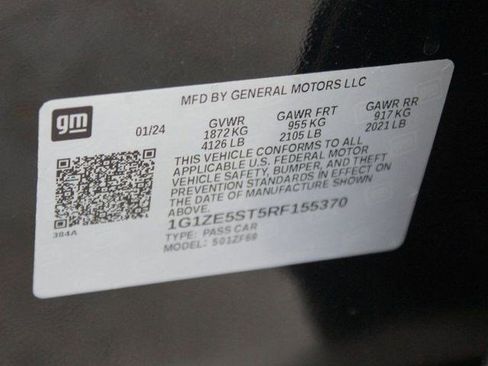 gm
MFD BY GENERAL MOTORS LLC
01/24 GVWR GAWR FRT GAWR RR
1872 KG 955 KG 917 KG
4126 LB 2105 LB 2021 LB
THIS VEHICLE CONFORMS TO ALL
APPLICABLE U.S. FEDERAL MOTOR
VEHICLE SAFETY, BUMPER, AND THEFT
PREVENTION STANDARDS IN EFFECT ON
THE DATE OF MANUFACTURE SHOWN
ABOVE.
1G1ZE5ST5RF155370
TYPE: PASS CAR
MODEL: 501ZF69
384A